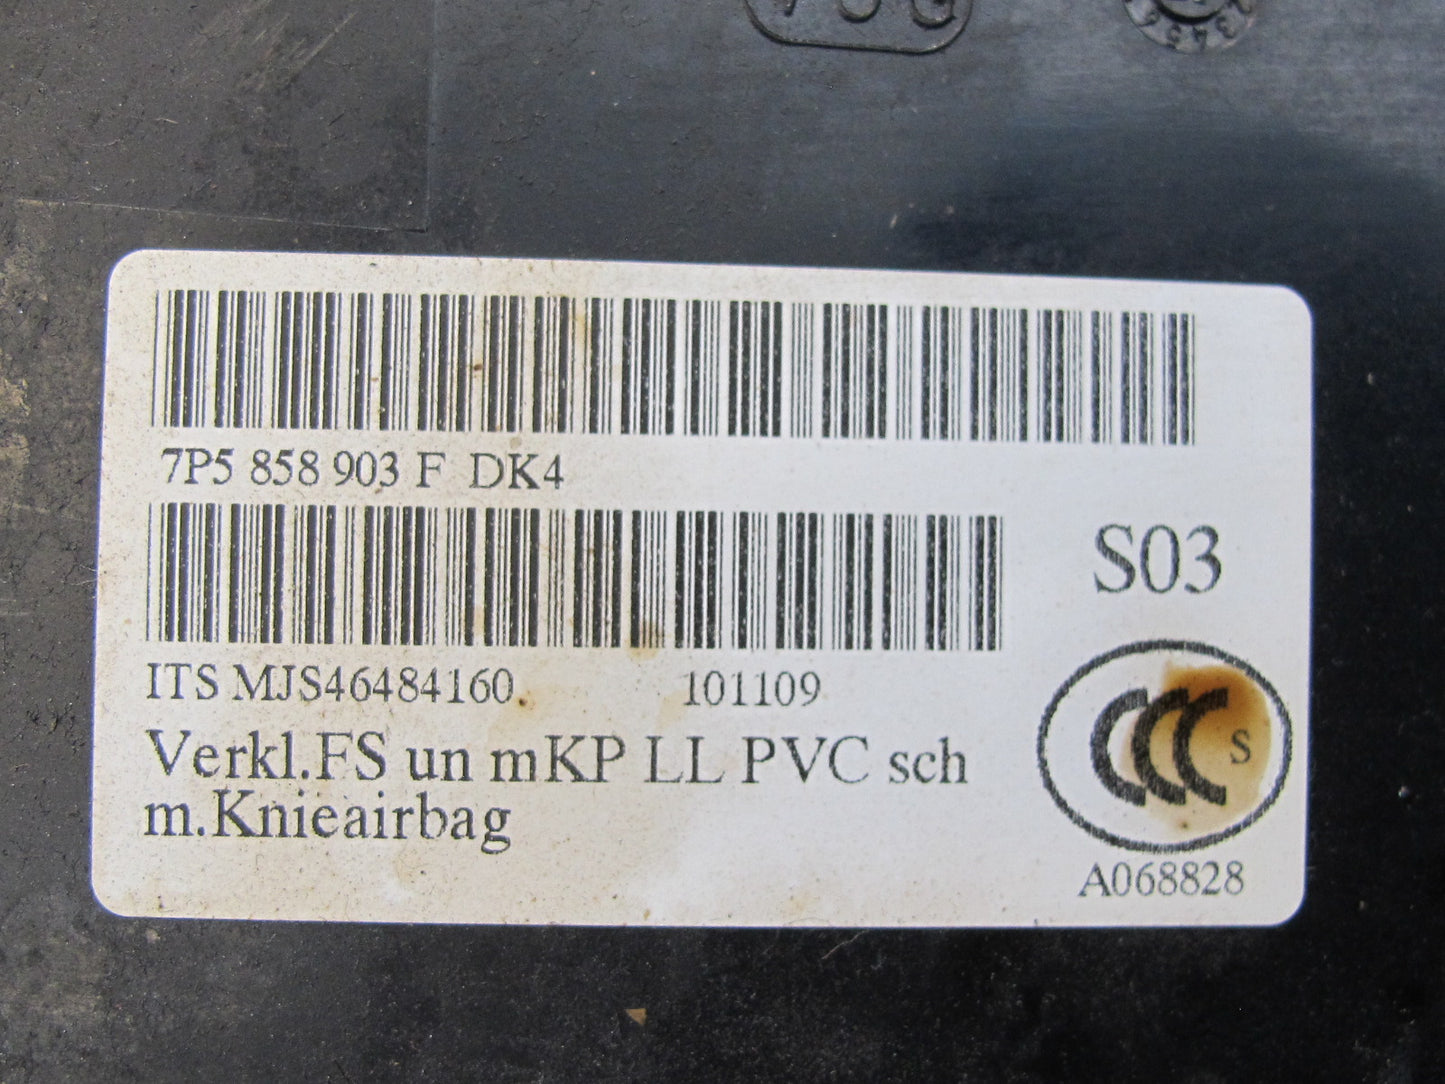 7P5 858 903 F DK4
S03
ITS MJS46484160 101109
Verkl.FS un mKP LL PVC sch
m.Knieairbag
CCC S
A068828